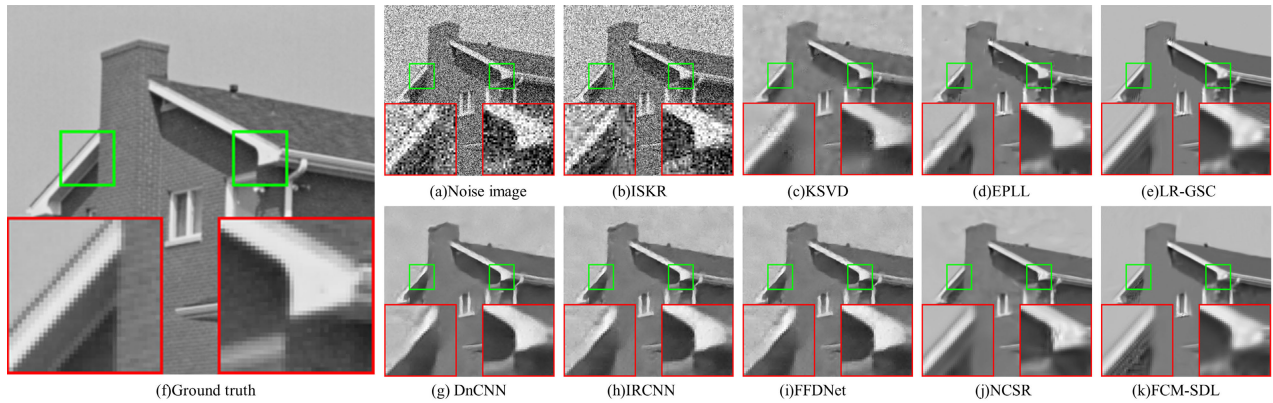 (a)Noise image
(b)ISKR
(c)KSVD
(d)EPLL
(e)LR-GSC
(f)Ground truth
(g) DnCNN
(h)IRCNN
(i)FFDNet
(j)NCSR
(k)FCM-SDL